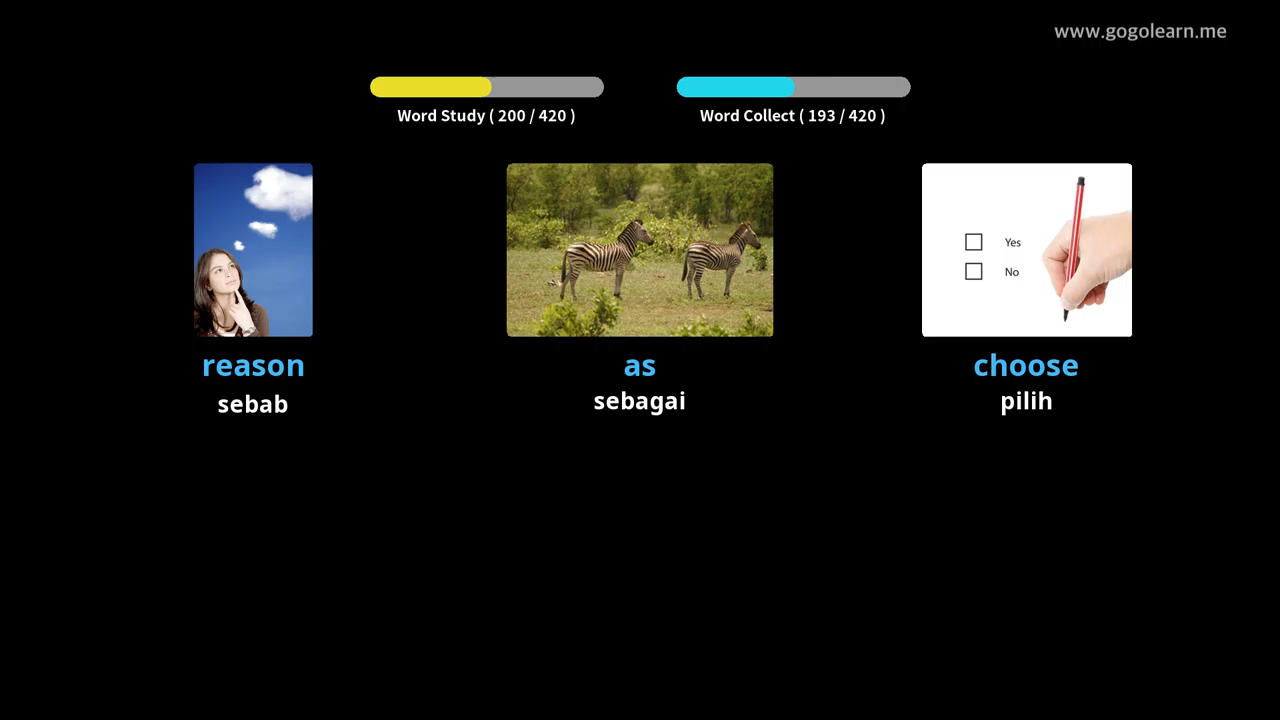 www.gogolearn.me
Word Study ( 200 / 420 )
Word Collect ( 193 / 420 )
Yes
No
reason
sebab
as
sebagai
choose
pilih